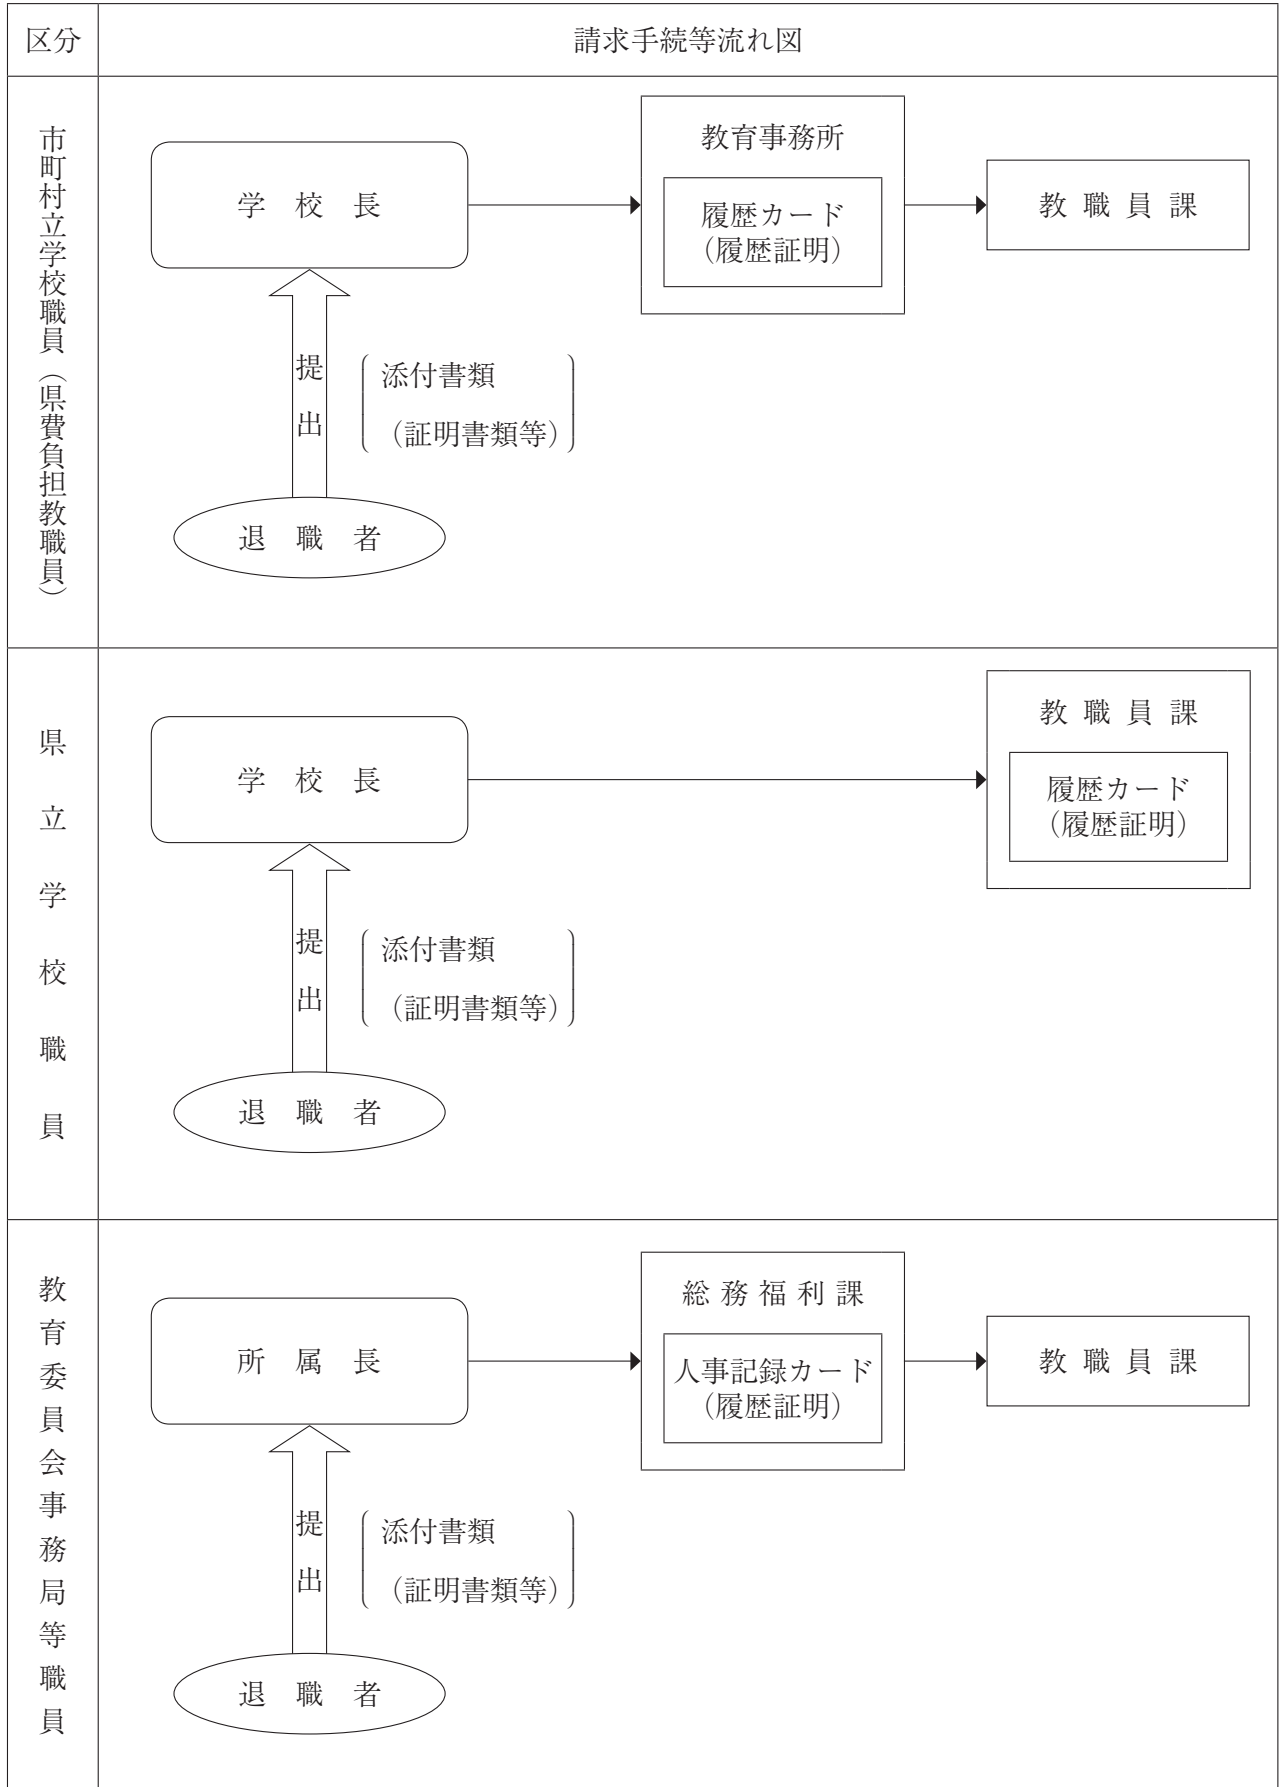 区分
請求手続等流れ図
市町村立学校職員（県費負担教職員）
学校長
教育事務所
履歴カード
（履歴証明）
教職員課
提出
添付書類
（証明書類等）
退職者
県立学校職員
学校長
教職員課
履歴カード
（履歴証明）
提出
添付書類
（証明書類等）
退職者
教育委員会事務局等職員
所属長
総務福利課
人事記録カード
（履歴証明）
教職員課
提出
添付書類
（証明書類等）
退職者